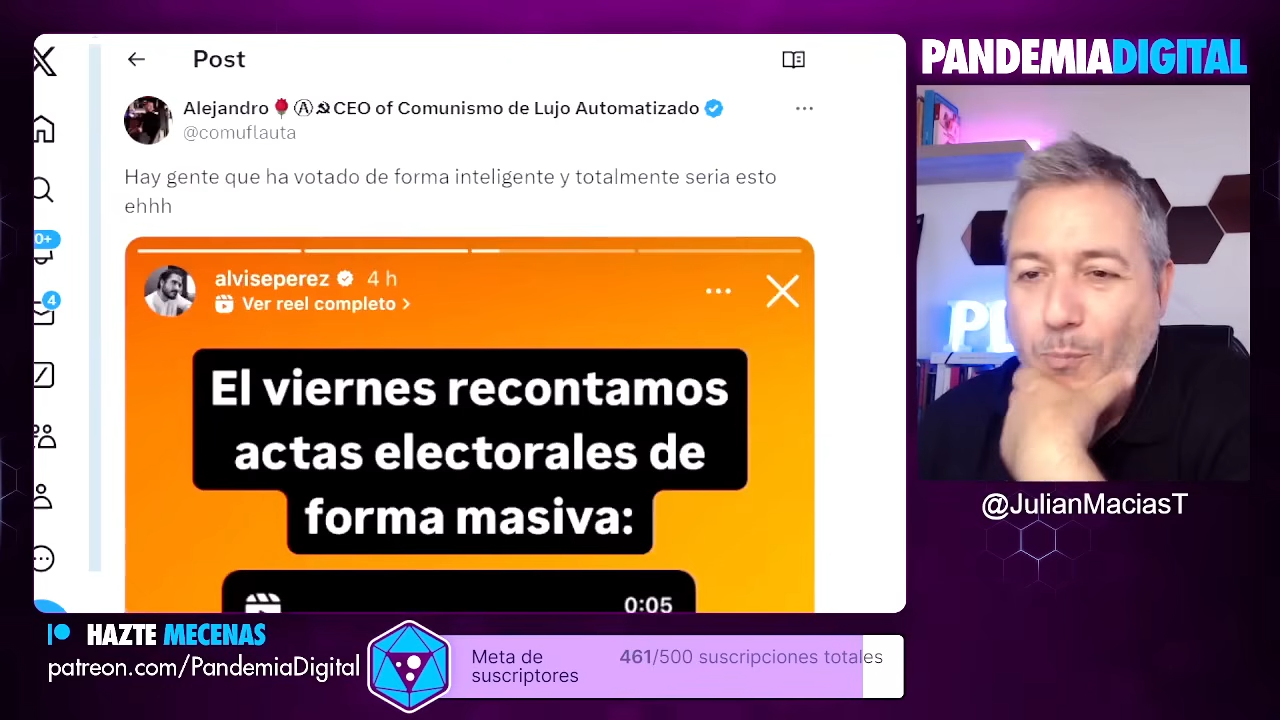 Post
Alejandro🌹Ⓐ☭CEO of Comunismo de Lujo Automatizado
@comuflauta
Hay gente que ha votado de forma inteligente y totalmente seria esto
ehhh
alviseperez 4 h
Ver reel completo >
El viernes recontamos
actas electorales de
forma masiva:
0:05
0+
4
PANDEMIADIGITAL
@JulianMaciasT
HAZTE MECENAS
patreon.com/PandemiaDigital
Meta de
suscriptores
461/500 suscripciones totales